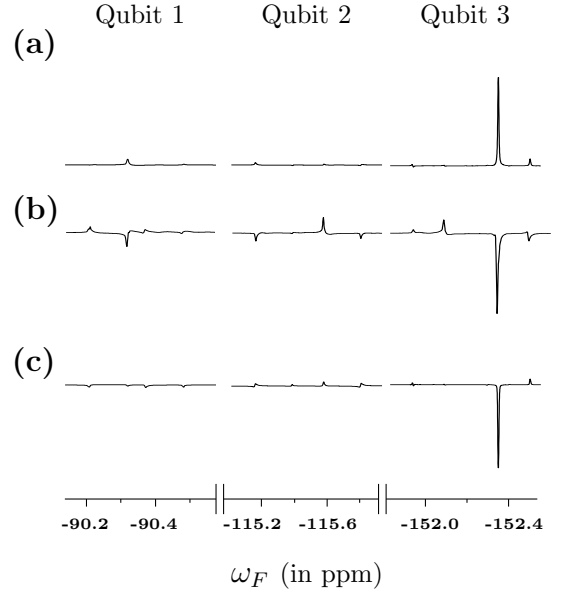 Qubit 1 Qubit 2 Qubit 3
(a)
(b)
(c)
-90.2 -90.4 -115.2 -115.6 -152.0 -152.4
ω_F (in ppm)